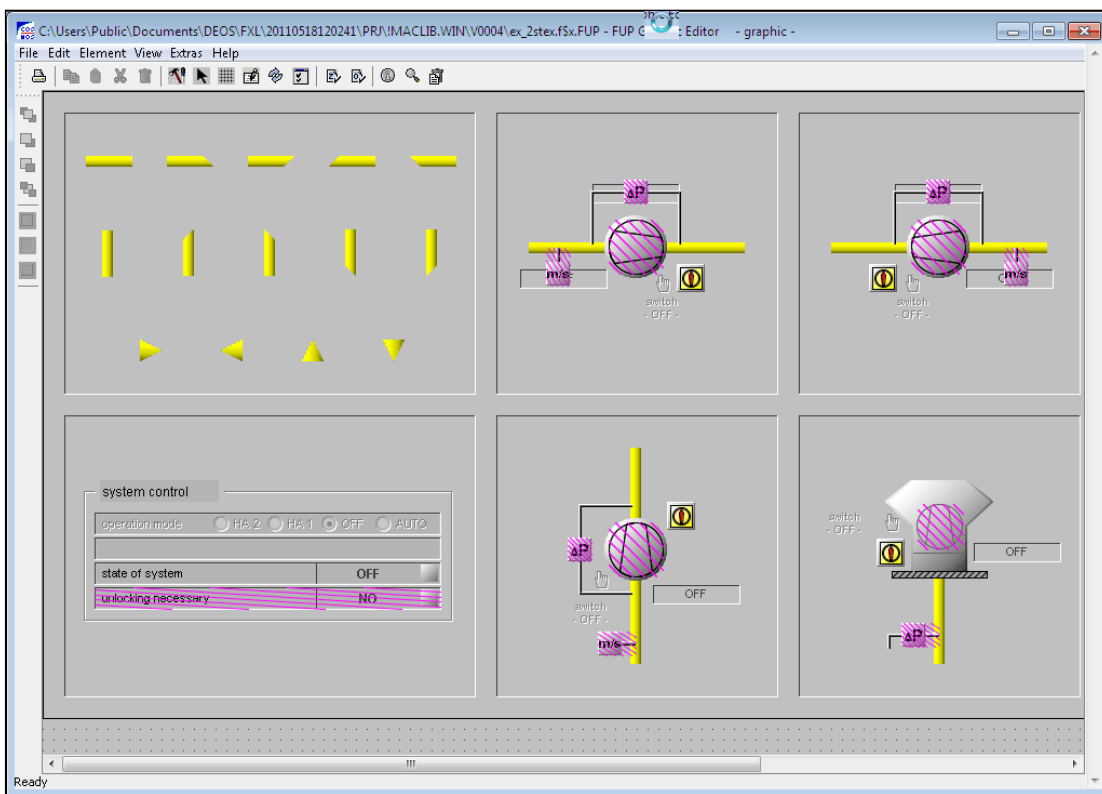 C:\Users\Public\Documents\DEOS\FXL\20110518120241\PRJ\!MACLIB.WIN\V0004\ex_2stex.fSx.FUP - FUP G Editor - graphic -
File Edit Element View Extras Help
ΔP
m/s
switch
- OFF -
ΔP
m/s
switch
- OFF -
system control
operation mode HA 2 HA 1 OFF AUTO
state of system OFF
unlocking necessary NO
ΔP
OFF
switch
- OFF -
m/s
switch
- OFF -
OFF
ΔP
Ready